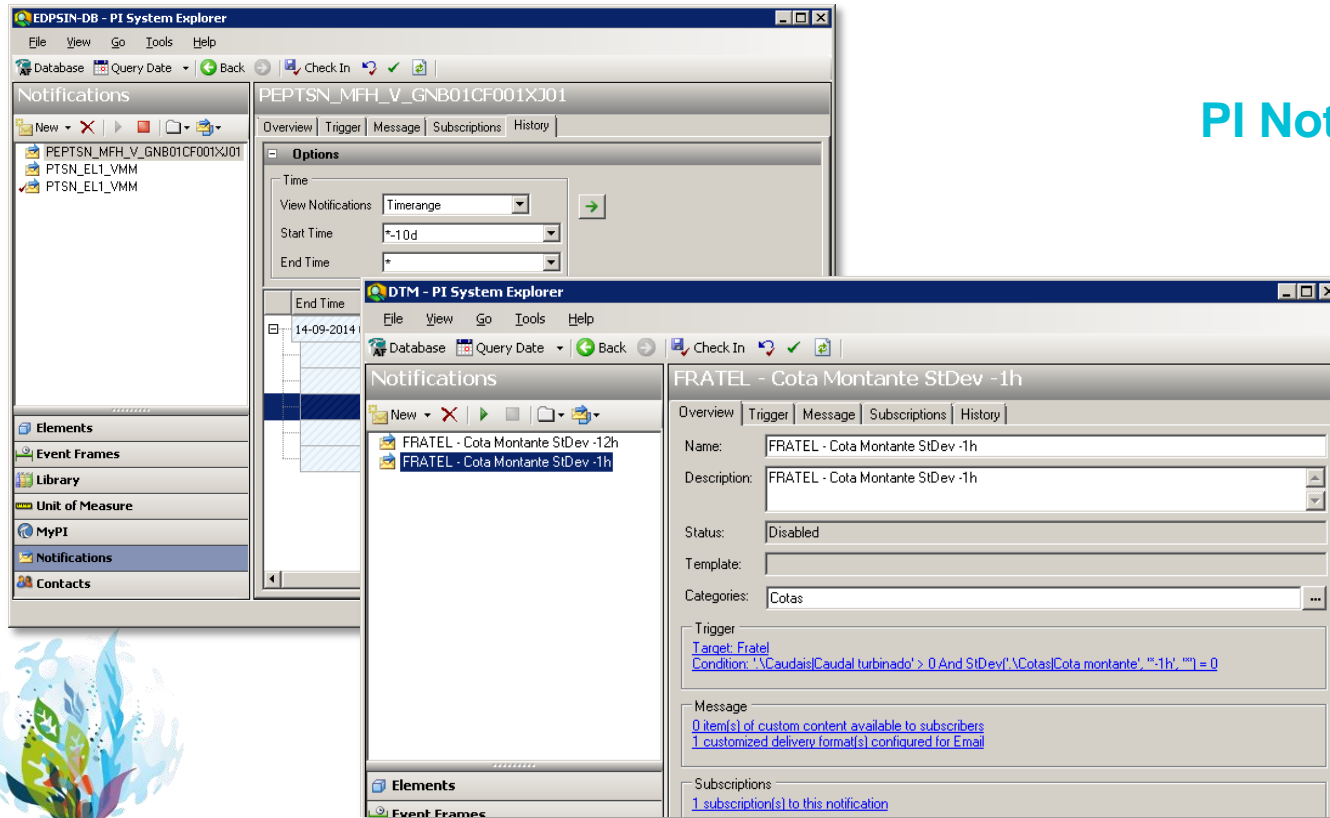 EDPSIN-DB - PI System Explorer
File View Go Tools Help
Database Query Date Back Check In
Notifications
PEPTSN_MFH_V_GNB01CF001XJ01
New
Overview Trigger Message Subscriptions History
PEPTSN_MFH_V_GNB01CF001XJ01
PTSN_EL1_VMM
PTSN_EL1_VMM
Options
Time
View Notifications Timerange
Start Time *-10d
End Time *
End Time
14-09-2014
Elements
Event Frames
Library
Unit of Measure
MyPI
Notifications
Contacts
PI Not
DTM - PI System Explorer
File View Go Tools Help
Database Query Date Back Check In
Notifications
FRATEL - Cota Montante StDev -1h
New
Overview Trigger Message Subscriptions History
FRATEL - Cota Montante StDev -12h
FRATEL - Cota Montante StDev -1h
Name: FRATEL - Cota Montante StDev -1h
Description: FRATEL - Cota Montante StDev -1h
Status: Disabled
Template:
Categories: Cotas ...
Trigger
Target: Fratel
Condition: '.\Caudais|Caudal turbinado' > 0 And StDev('.\Cotas|Cota montante', '*-1h', '*') = 0
Message
0 item(s) of custom content available to subscribers
1 customized delivery format(s) configured for Email
Subscriptions
1 subscription(s) to this notification
Elements
Event Frames